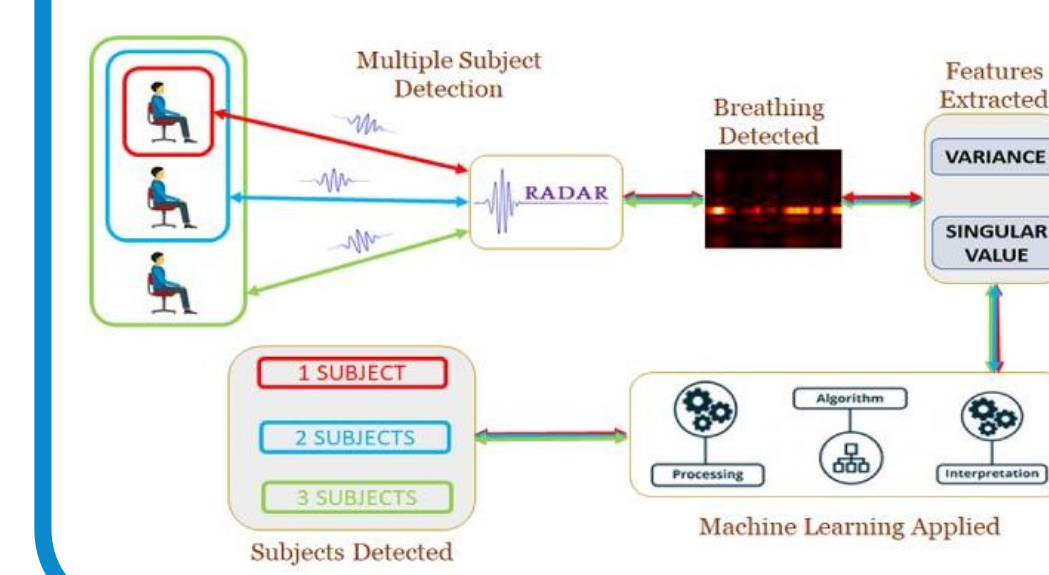 Multiple Subject
Detection
RADAR
Breathing
Detected
Features
Extracted
VARIANCE
SINGULAR
VALUE
Processing
Algorithm
Interpretation
Machine Learning Applied
1 SUBJECT
2 SUBJECTS
3 SUBJECTS
Subjects Detected